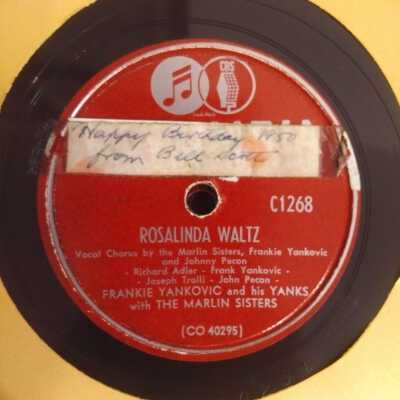 CBS
"Happy Birthday 1950
from Bill Scott
C1268
ROSALINDA WALTZ
Vocal Chorus by the Marlin Sisters, Frankie Yankovic
and Johnny Pecon
- Richard Adler - Frank Yankovic -
- Joseph Trolli - John Pecon -
FRANKIE YANKOVIC and his YANKS
with THE MARLIN SISTERS
(CO 40295)